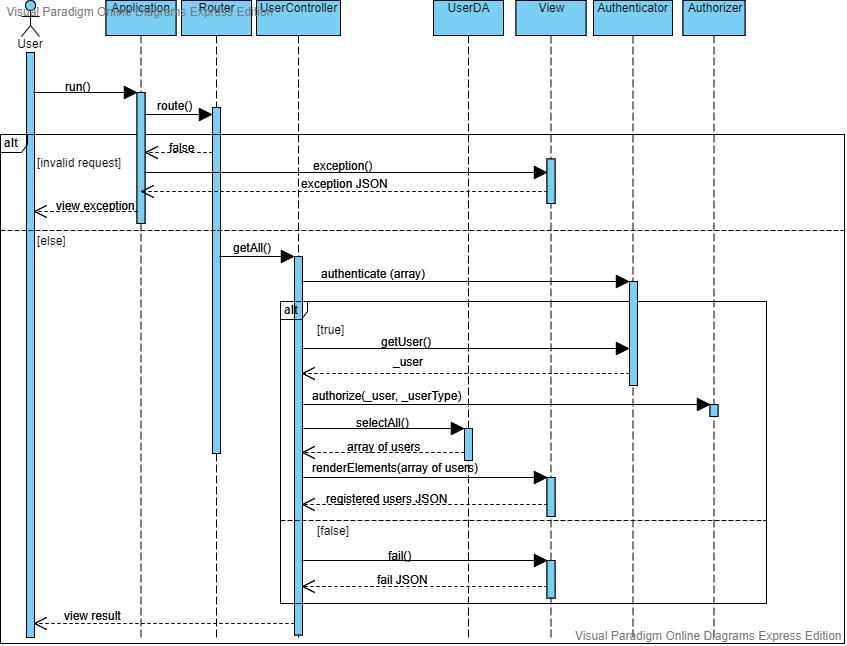 Visual Paradigm Online Diagrams Express Edition
Application
Router
UserController
UserDA
View
Authenticator
Authorizer
User
run()
route()
alt
false
[invalid request]
exception()
exception JSON
view exception
[else]
getAll()
authenticate (array)
alt
[true]
getUser()
_user
authorize(_user, _userType)
selectAll()
array of users
renderElements(array of users)
registered users JSON
[false]
fail()
fail JSON
view result
Visual Paradigm Online Diagrams Express Edition